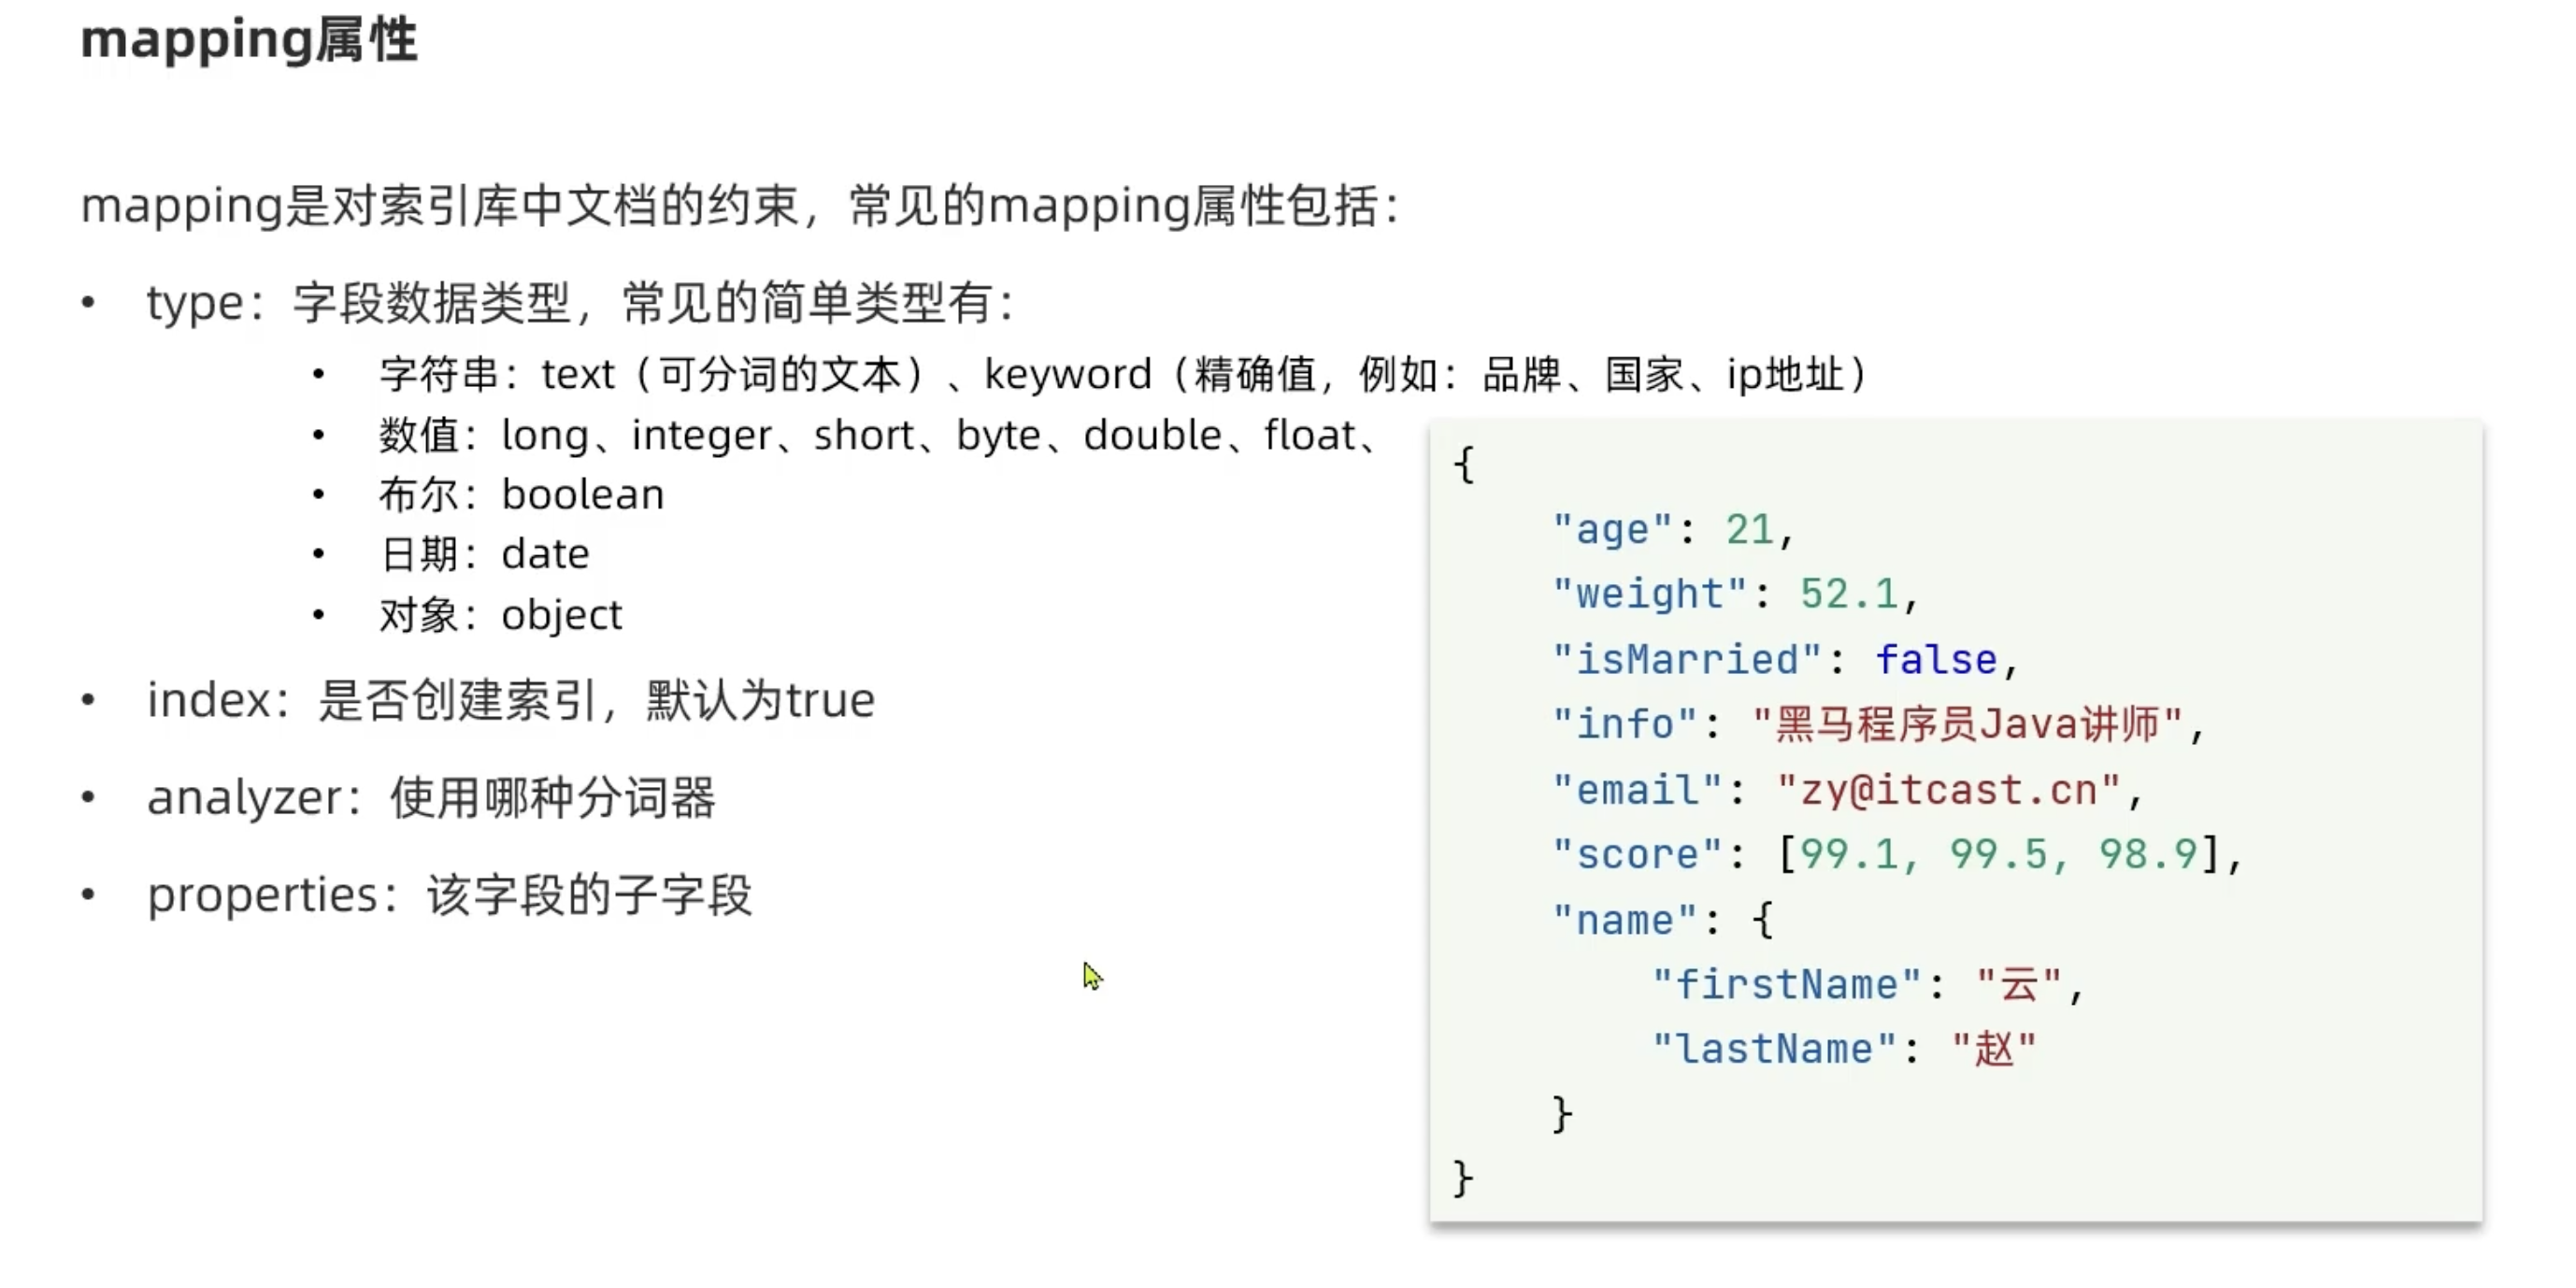 mapping属性
mapping是对索引库中文档的约束，常见的mapping属性包括：
• type：字段数据类型，常见的简单类型有：
• 字符串：text（可分词的文本）、keyword（精确值，例如：品牌、国家、ip地址）
• 数值：long、integer、short、byte、double、float、
• 布尔：boolean
• 日期：date
• 对象：object
• index：是否创建索引，默认为true
• analyzer：使用哪种分词器
• properties：该字段的子字段
{
    "age": 21,
    "weight": 52.1,
    "isMarried": false,
    "info": "黑马程序员Java讲师",
    "email": "zy@itcast.cn",
    "score": [99.1, 99.5, 98.9],
    "name": {
        "firstName": "云",
        "lastName": "赵"
    }
}